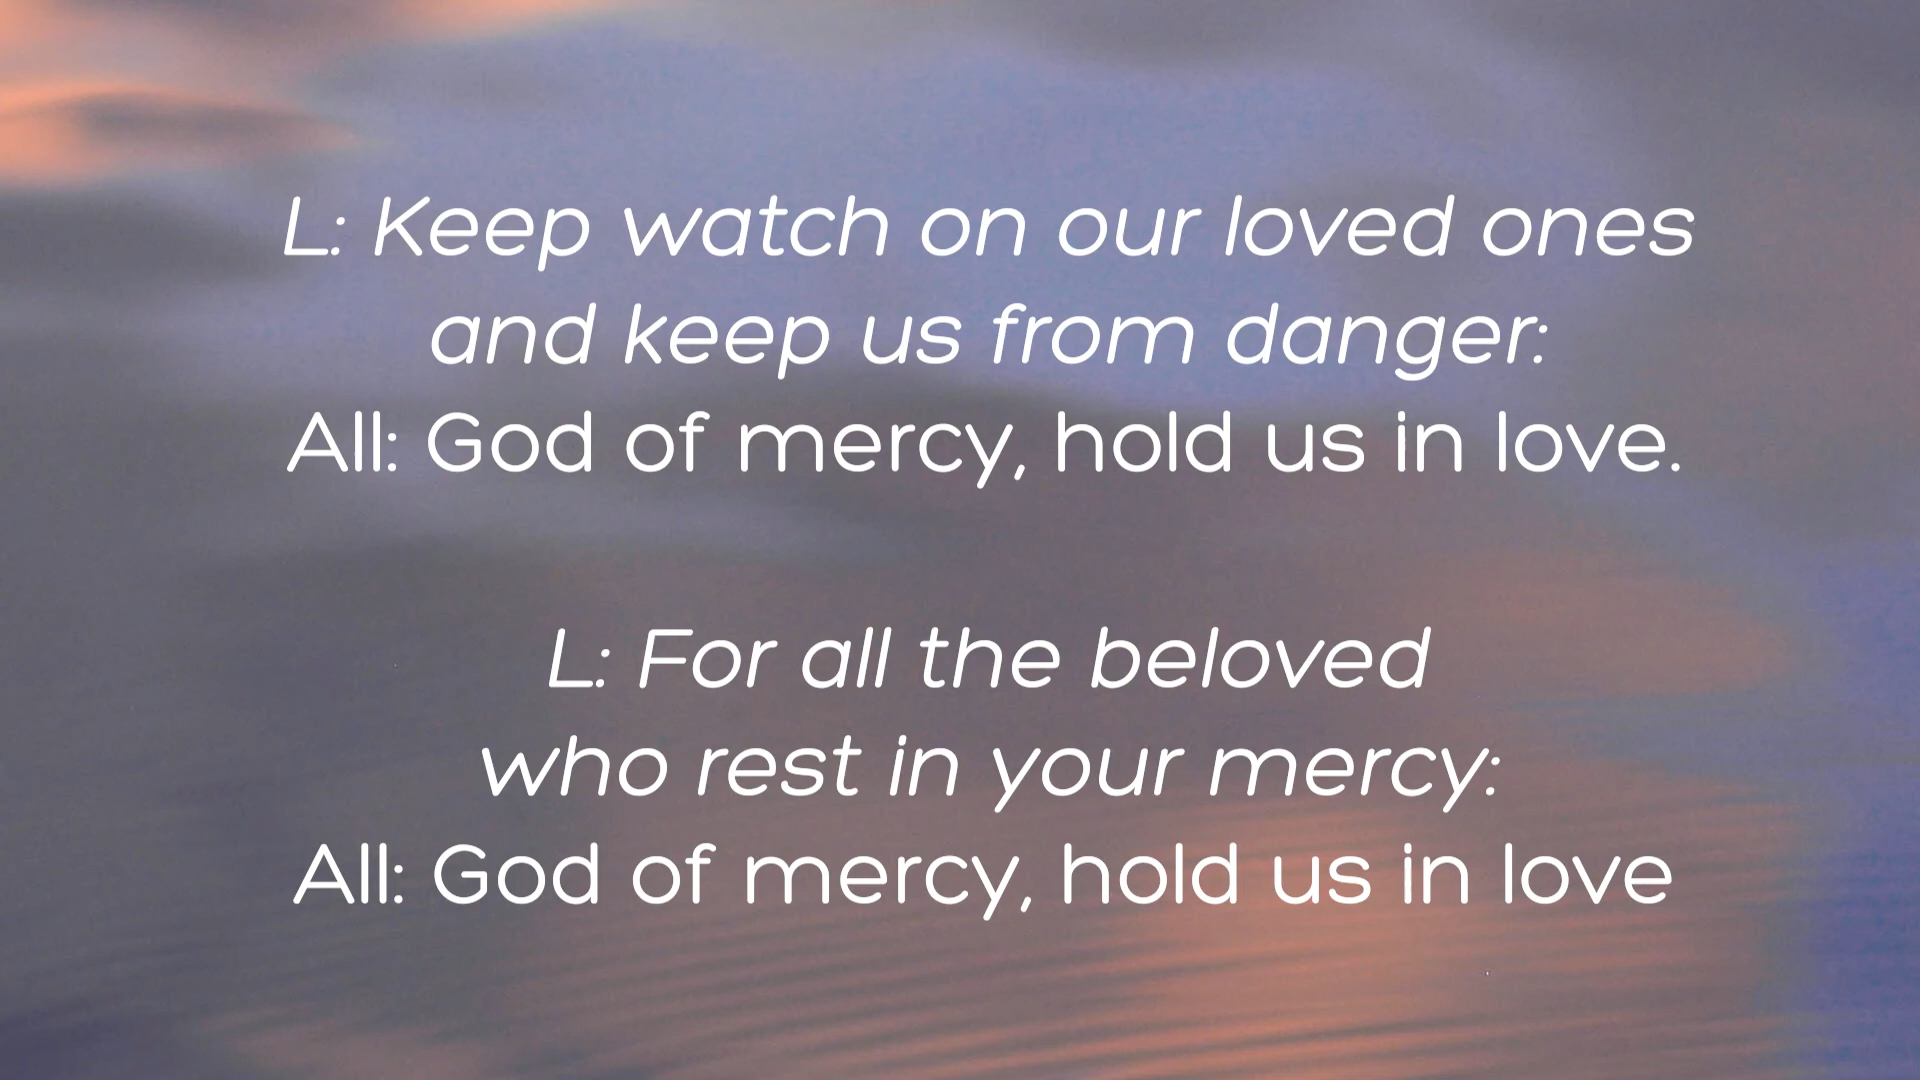 L: Keep watch on our loved ones
and keep us from danger:
All: God of mercy, hold us in love.
L: For all the beloved
who rest in your mercy:
All: God of mercy, hold us in love